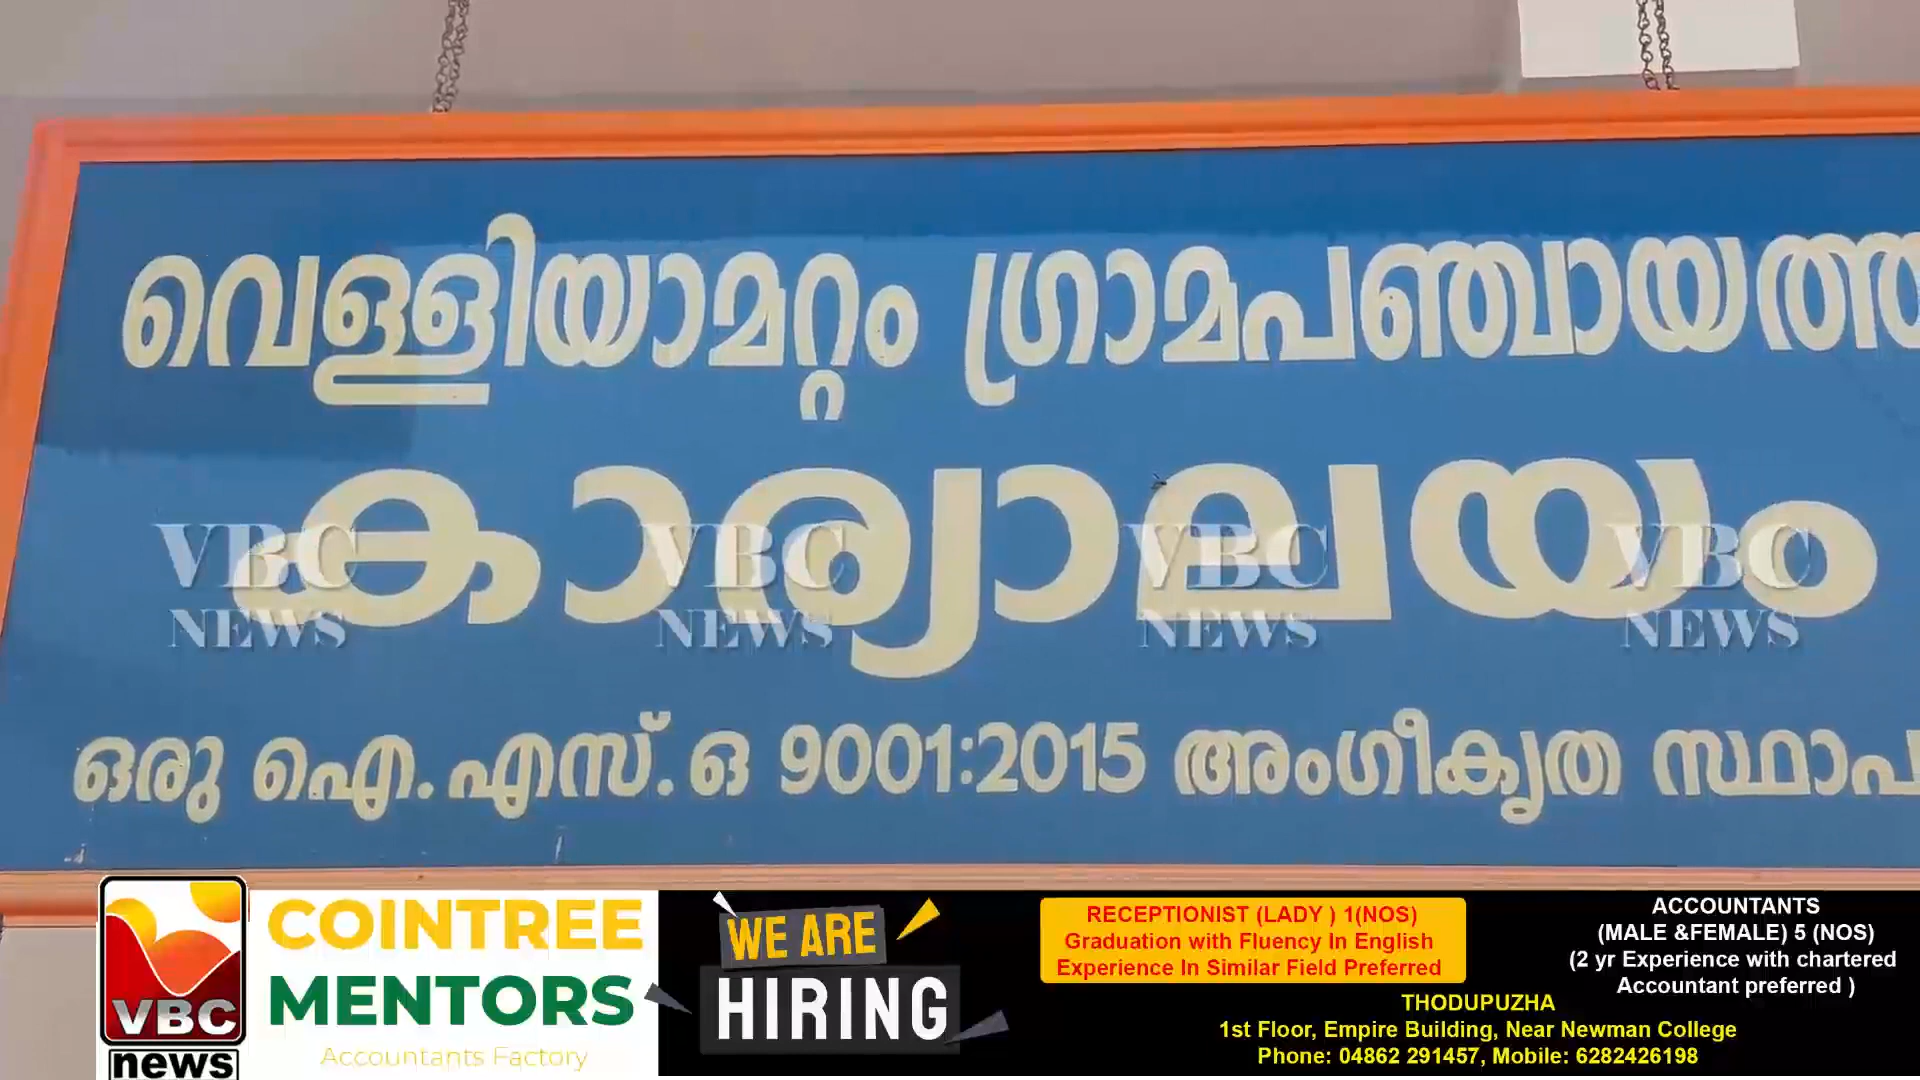 വെള്ളിയാമറ്റം ഗ്രാമപഞ്ചായത്ത
കാര്യാലയം
VBC NEWS VBC NEWS VBC NEWS VBC NEWS
ഒരു ഐ.എസ്.ഒ 9001:2015 അംഗീകൃത സ്ഥാപ
VBC
news
COINTREE
MENTORS
Accountants Factory
WE ARE
HIRING
RECEPTIONIST (LADY ) 1(NOS)
Graduation with Fluency In English
Experience In Similar Field Preferred
ACCOUNTANTS
(MALE &FEMALE) 5 (NOS)
(2 yr Experience with chartered
Accountant preferred )
THODUPUZHA
1st Floor, Empire Building, Near Newman College
Phone: 04862 291457, Mobile: 6282426198